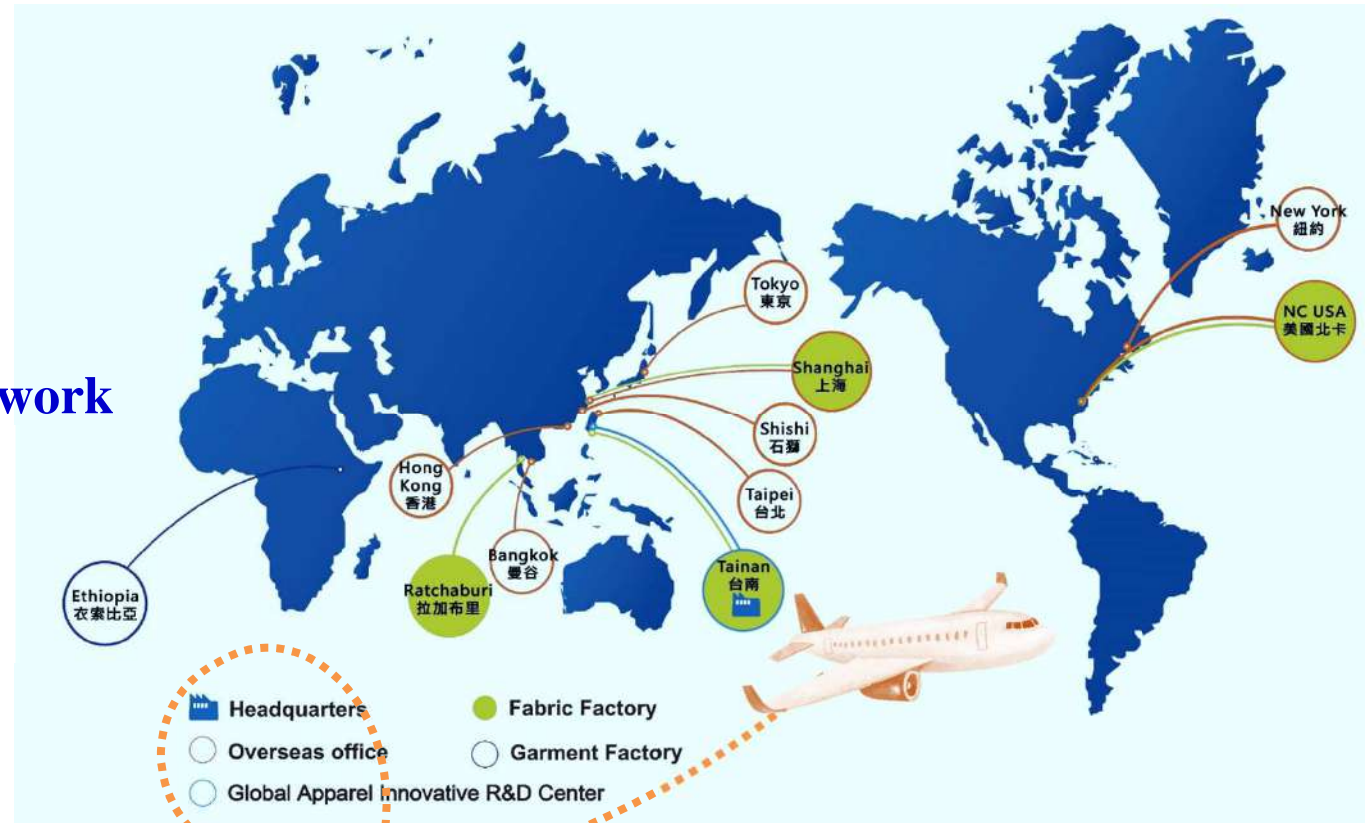 work
New York
紐約
NC USA
美國北卡
Tokyo
東京
Shanghai
上海
Shishi
石獅
Taipei
台北
Hong
Kong
香港
Bangkok
曼谷
Ratchaburi
拉加布里
Tainan
台南
Ethiopia
衣索比亞
Headquarters
Fabric Factory
Overseas office
Garment Factory
Global Apparel Innovative R&D Center